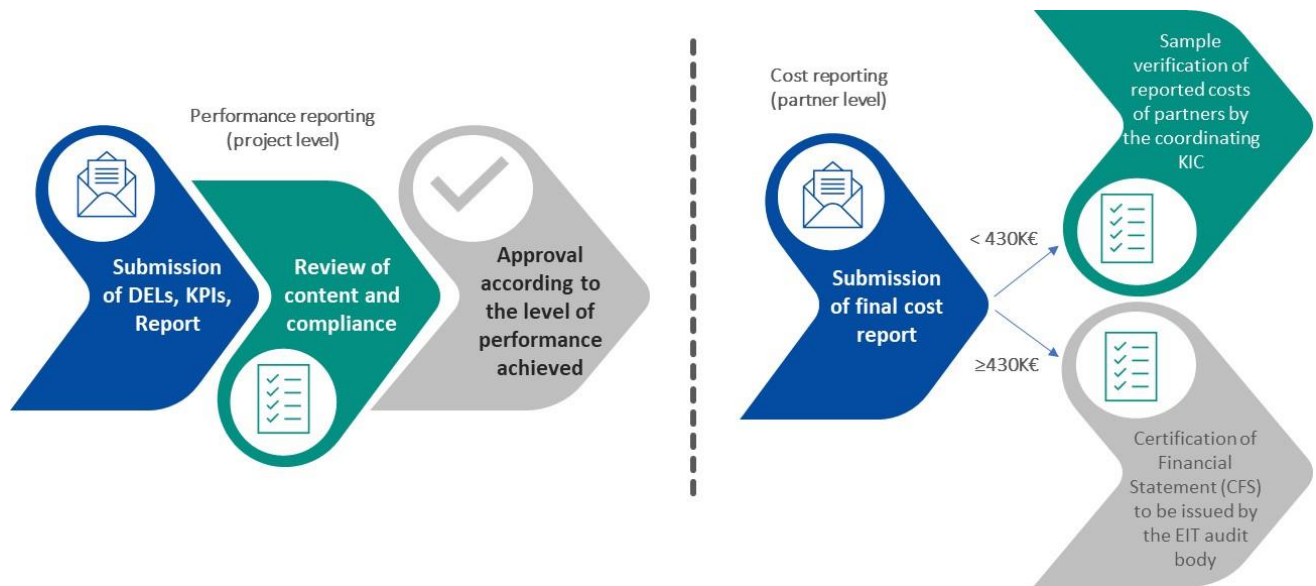 Performance reporting
(project level)
Submission
of DELs, KPIs,
Report
Review of
content and
compliance
Approval
according to
the level of
performance
achieved
Cost reporting
(partner level)
Submission
of final cost
report
< 430K€
≥430K€
Sample
verification of
reported costs
of partners by
the coordinating
KIC
Certification of
Financial
Statement (CFS)
to be issued by
the EIT audit
body